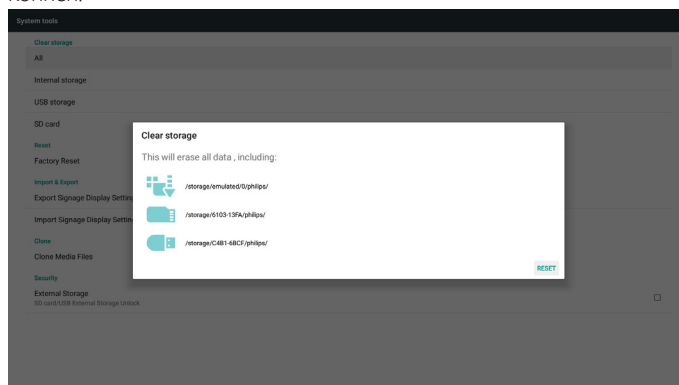 können,
System tools
Clear storage
All
Internal storage
USB storage
SD card
Reset
Factory Reset
Import & Export
Export Signage Display Setting
Import Signage Display Settin
Clone
Clone Media Files
Security
External Storage
SD card/USB External Storage Unlock
Clear storage
This will erase all data , including:
/storage/emulated/0/philips/
/storage/6103-13FA/philips/
/storage/C4B1-6BCF/philips/
RESET